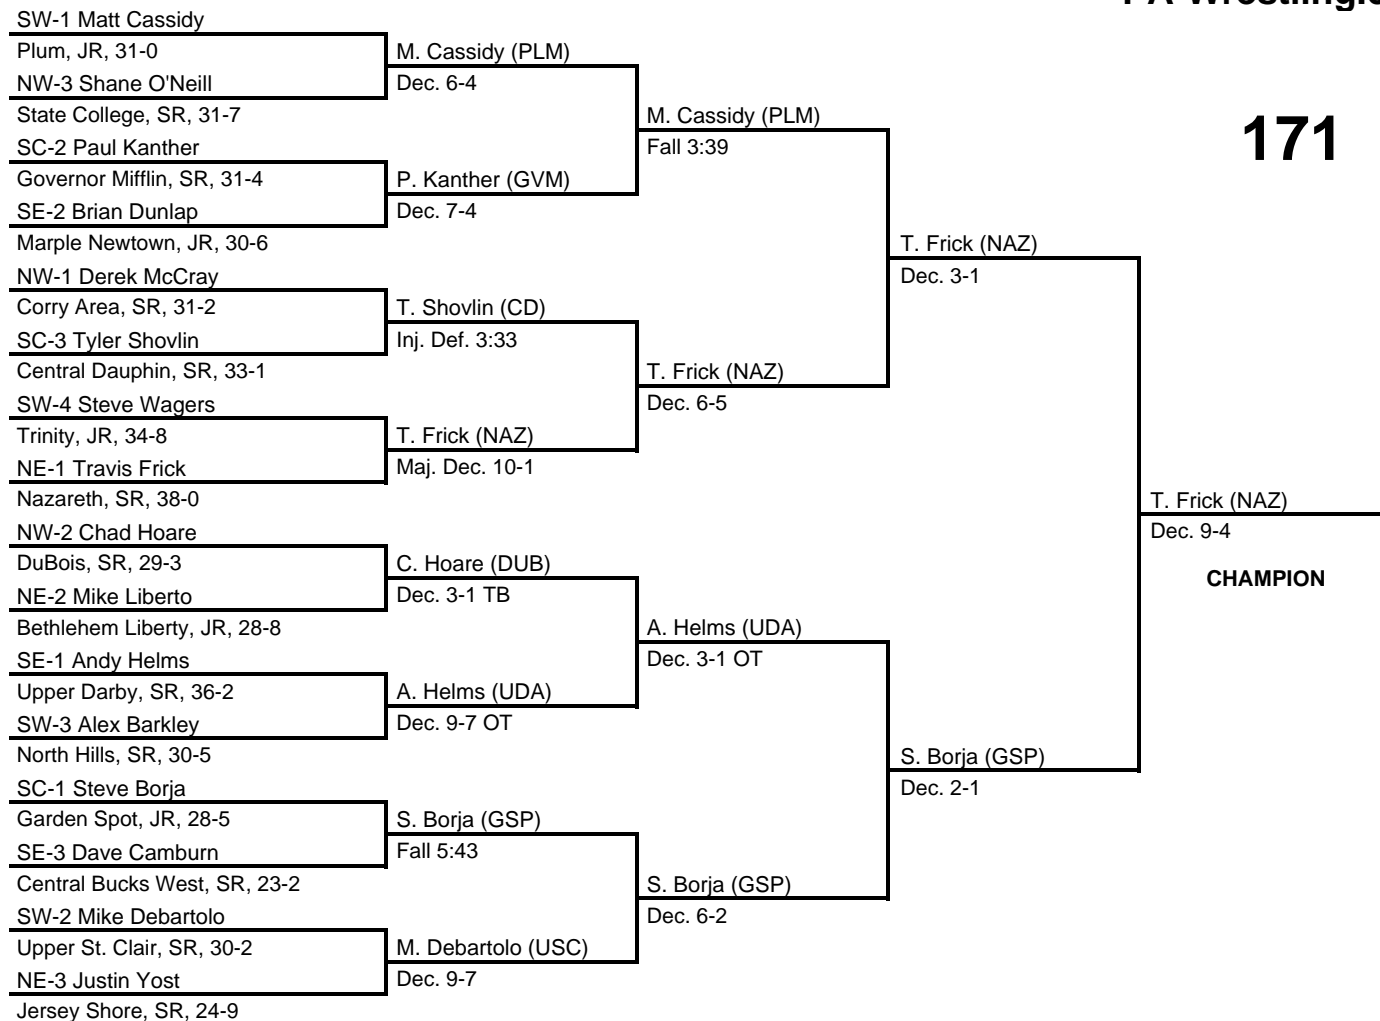 SW-1 Matt Cassidy
Plum, JR, 31-0
NW-3 Shane O'Neill
State College, SR, 31-7
SC-2 Paul Kanther
Governor Mifflin, SR, 31-4
SE-2 Brian Dunlap
Marple Newtown, JR, 30-6
NW-1 Derek McCray
Corry Area, SR, 31-2
SC-3 Tyler Shovlin
Central Dauphin, SR, 33-1
SW-4 Steve Wagers
Trinity, JR, 34-8
NE-1 Travis Frick
Nazareth, SR, 38-0
NW-2 Chad Hoare
DuBois, SR, 29-3
NE-2 Mike Liberto
Bethlehem Liberty, JR, 28-8
SE-1 Andy Helms
Upper Darby, SR, 36-2
SW-3 Alex Barkley
North Hills, SR, 30-5
SC-1 Steve Borja
Garden Spot, JR, 28-5
SE-3 Dave Camburn
Central Bucks West, SR, 23-2
SW-2 Mike Debartolo
Upper St. Clair, SR, 30-2
NE-3 Justin Yost
Jersey Shore, SR, 24-9
M. Cassidy (PLM)
Dec. 6-4
P. Kanther (GVM)
Dec. 7-4
T. Shovlin (CD)
Inj. Def. 3:33
T. Frick (NAZ)
Maj. Dec. 10-1
C. Hoare (DUB)
Dec. 3-1 TB
A. Helms (UDA)
Dec. 9-7 OT
S. Borja (GSP)
Fall 5:43
M. Debartolo (USC)
Dec. 9-7
M. Cassidy (PLM)
Fall 3:39
T. Frick (NAZ)
Dec. 6-5
A. Helms (UDA)
Dec. 3-1 OT
S. Borja (GSP)
Dec. 6-2
T. Frick (NAZ)
Dec. 3-1
S. Borja (GSP)
Dec. 2-1
171
T. Frick (NAZ)
Dec. 9-4
CHAMPION